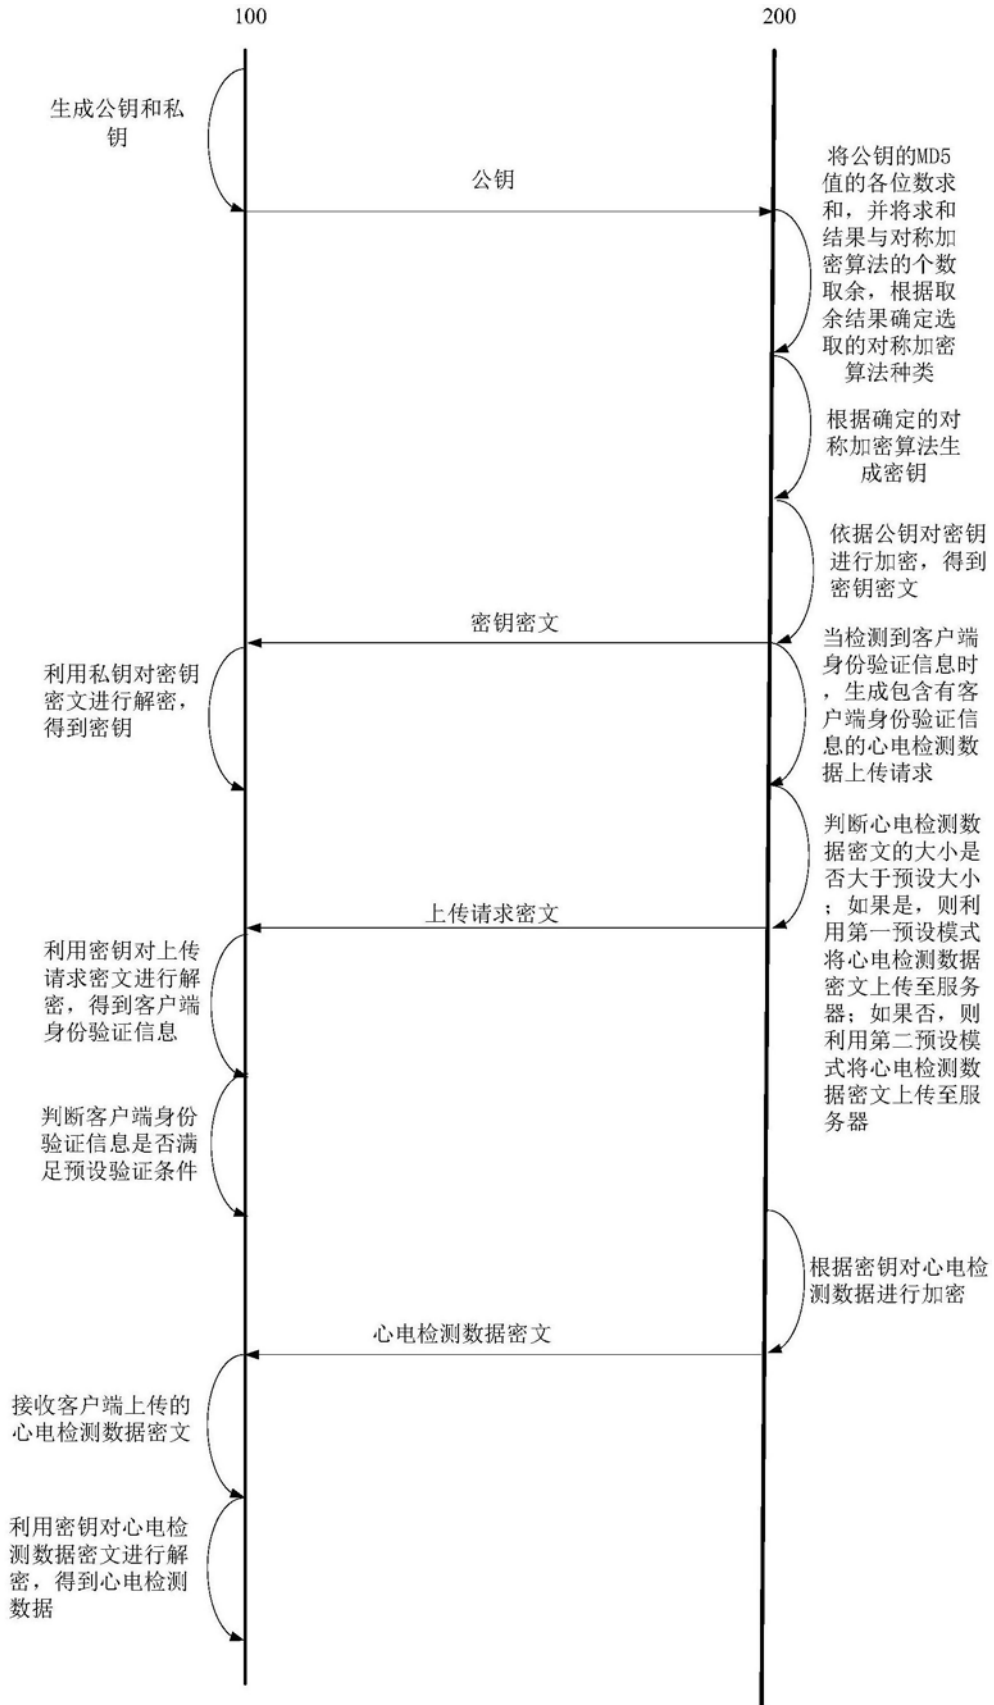 100
200
生成公钥和私
钥
公钥
将公钥的MD5
值的各位数求
和，并将求和
结果与对称加
密算法的个数
取余，根据取
余结果确定选
取的对称加密
算法种类
根据确定的对
称加密算法生
成密钥
依据公钥对密钥
进行加密，得到
密钥密文
密钥密文
利用私钥对密钥
密文进行解密，
得到密钥
当检测到客户端
身份验证信息时
，生成包含有客
户端身份验证信
息的心电检测数
据上传请求
判断心电检测数
据密文的大小是
否大于预设大小
；如果是，则利
用第一预设模式
将心电检测数据
密文上传至服务
器；如果否，则
利用第二预设模
式将心电检测数
据密文上传至服
务器
上传请求密文
利用密钥对上传
请求密文进行解
密，得到客户端
身份验证信息
判断客户端身份
验证信息是否满
足预设验证条件
根据密钥对心电检
测数据进行加密
心电检测数据密文
接收客户端上传的
心电检测数据密文
利用密钥对心电检
测数据密文进行解
密，得到心电检测
数据